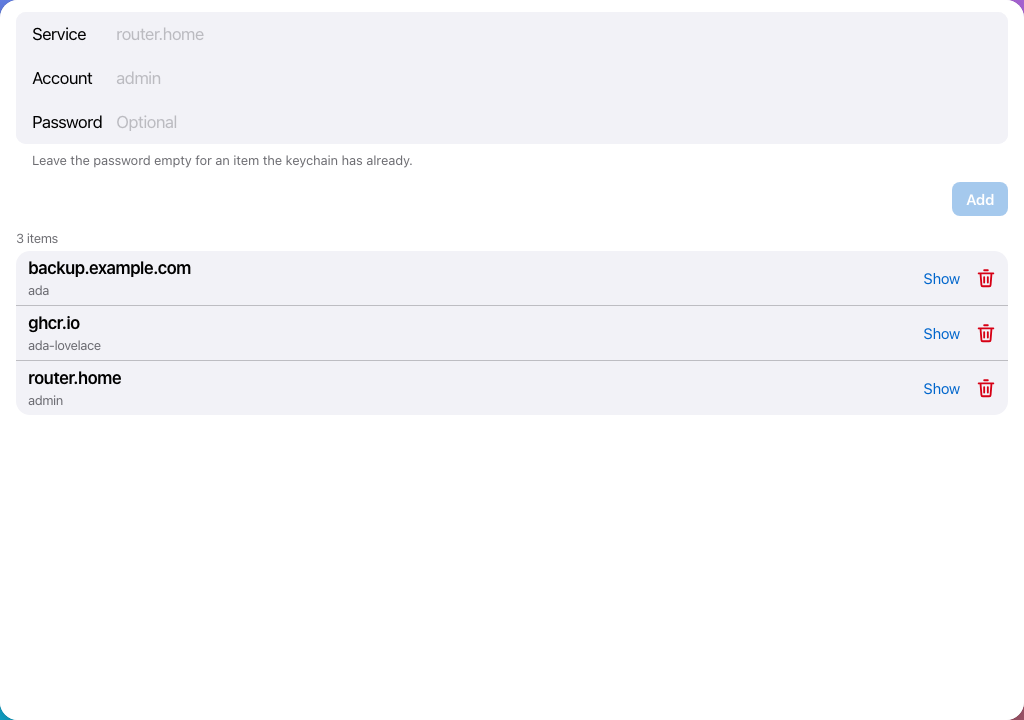 Service router.home
Account admin
Password Optional
Leave the password empty for an item the keychain has already.
Add
3 items
backup.example.com
ada
Show
ghcr.io
ada-lovelace
Show
router.home
admin
Show